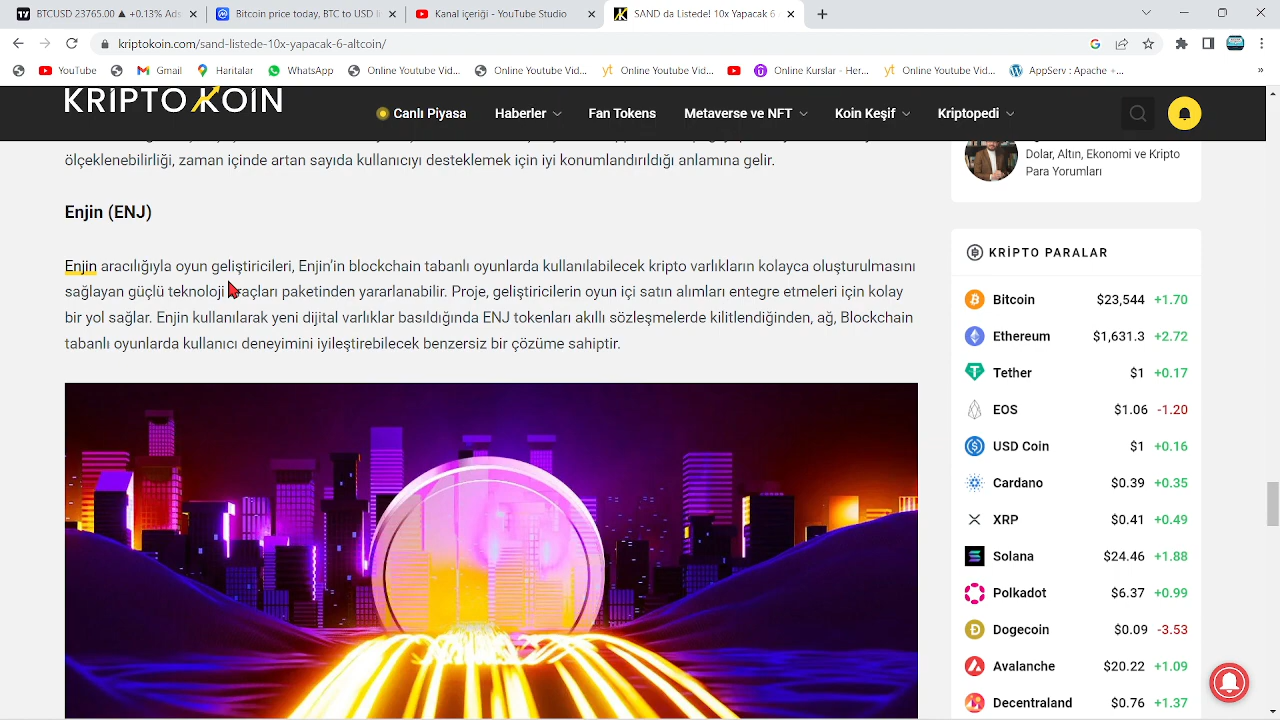 BTCUSD 23765.00 ▲ +0.13% Ads
Bitcoin price today, BTC to USD li
Kanal içeriği - YouTube Studio
SAND da Listede! 10x Yapacak 6
kriptokoin.com/sand-listede-10x-yapacak-6-altcoin/
YouTube
Gmail
Haritalar
WhatsApp
Online Youtube Vid...
Online Youtube Vid...
Online Youtube Vid...
Online Kurslar - Her...
Online Youtube Vid...
AppServ : Apache +...
KRİPTO KOİN
Canlı Piyasa
Haberler
Fan Tokens
Metaverse ve NFT
Koin Keşif
Kriptopedi
ölçeklenebilirliği, zaman içinde artan sayıda kullanıcıyı desteklemek için iyi konumlandırıldığı anlamına gelir.
Enjin (ENJ)
Enjin aracılığıyla oyun geliştiricileri, Enjin’in blockchain tabanlı oyunlarda kullanılabilecek kripto varlıkların kolayca oluşturulmasını
sağlayan güçlü teknoloji araçları paketinden yararlanabilir. Proje, geliştiricilerin oyun içi satın alımları entegre etmeleri için kolay
bir yol sağlar. Enjin kullanılarak yeni dijital varlıklar basıldığında ENJ tokenları akıllı sözleşmelerde kilitlendiğinden, ağ, Blockchain
tabanlı oyunlarda kullanıcı deneyimini iyileştirebilecek benzersiz bir çözüme sahiptir.
Dolar, Altın, Ekonomi ve Kripto
Para Yorumları
KRİPTO PARALAR
Bitcoin $23,544 +1.70
Ethereum $1,631.3 +2.72
Tether $1 +0.17
EOS $1.06 -1.20
USD Coin $1 +0.16
Cardano $0.39 +0.35
XRP $0.41 +0.49
Solana $24.46 +1.88
Polkadot $6.37 +0.99
Dogecoin $0.09 -3.53
Avalanche $20.22 +1.09
Decentraland $0.76 +1.37